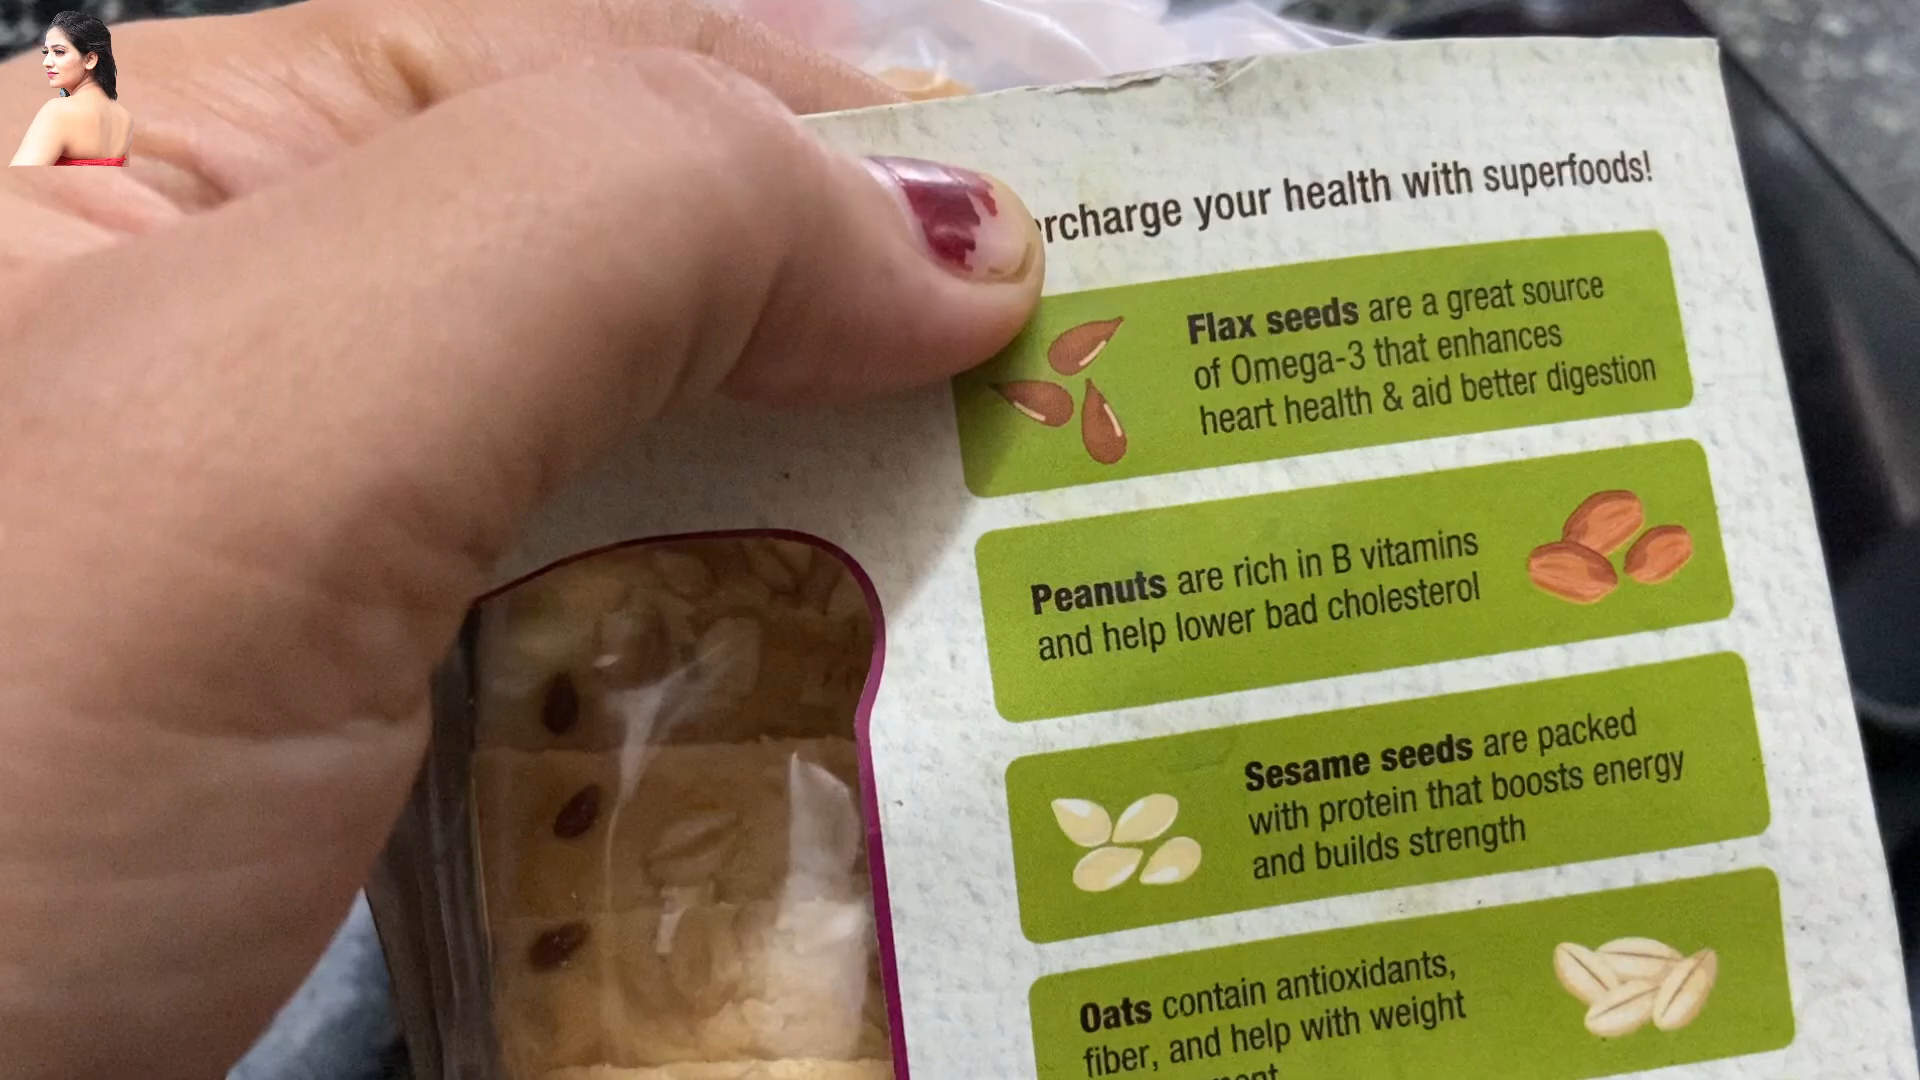 charge your health with superfoods!
Flax seeds are a great source
of Omega-3 that enhances
heart health & aid better digestion
Peanuts are rich in B vitamins
and help lower bad cholesterol
Sesame seeds are packed
with protein that boosts energy
and builds strength
Oats contain antioxidants,
fiber, and help with weight